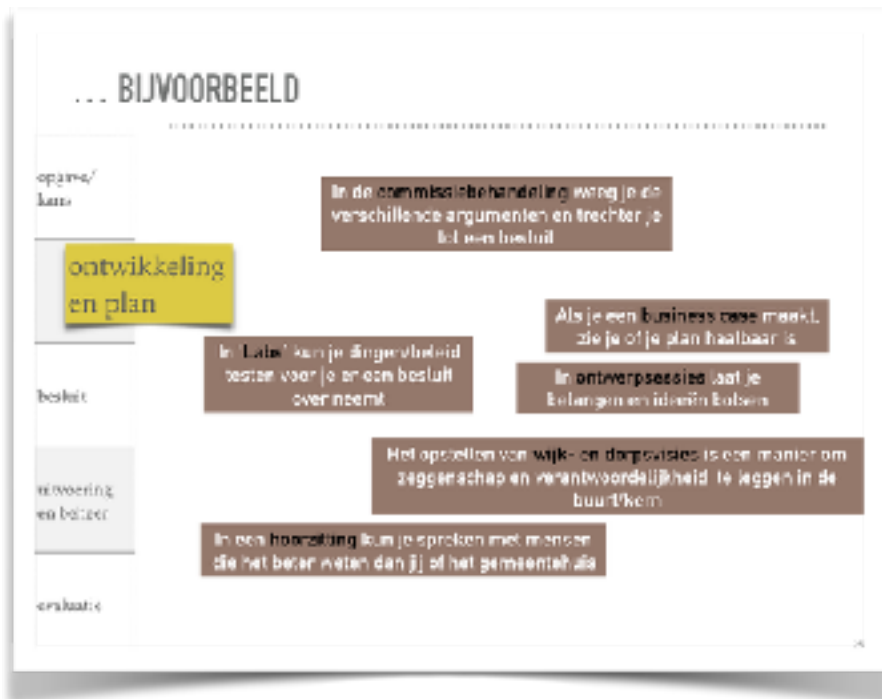 ... BIJVOORBEELD
opgave/
kans
In de commissiebehandeling weeg je de
verschillende argumenten en trechter je
tot een besluit
ontwikkeling
en plan
Als je een business case maakt,
zie je of je plan haalbaar is
In 'Labs' kun je dingen/beleid
testen voor je er een besluit
over neemt
In ontwerpsessies laat je
belangen en ideeën botsen
besluit
Het opstellen van wijk- en dorpsvisies is een manier om
zeggenschap en verantwoordelijkheid te leggen in de
buurt/kern
uitvoering
en beheer
In een hoorzitting kun je spreken met mensen
die het beter weten dan jij of het gemeentehuis
evaluatie